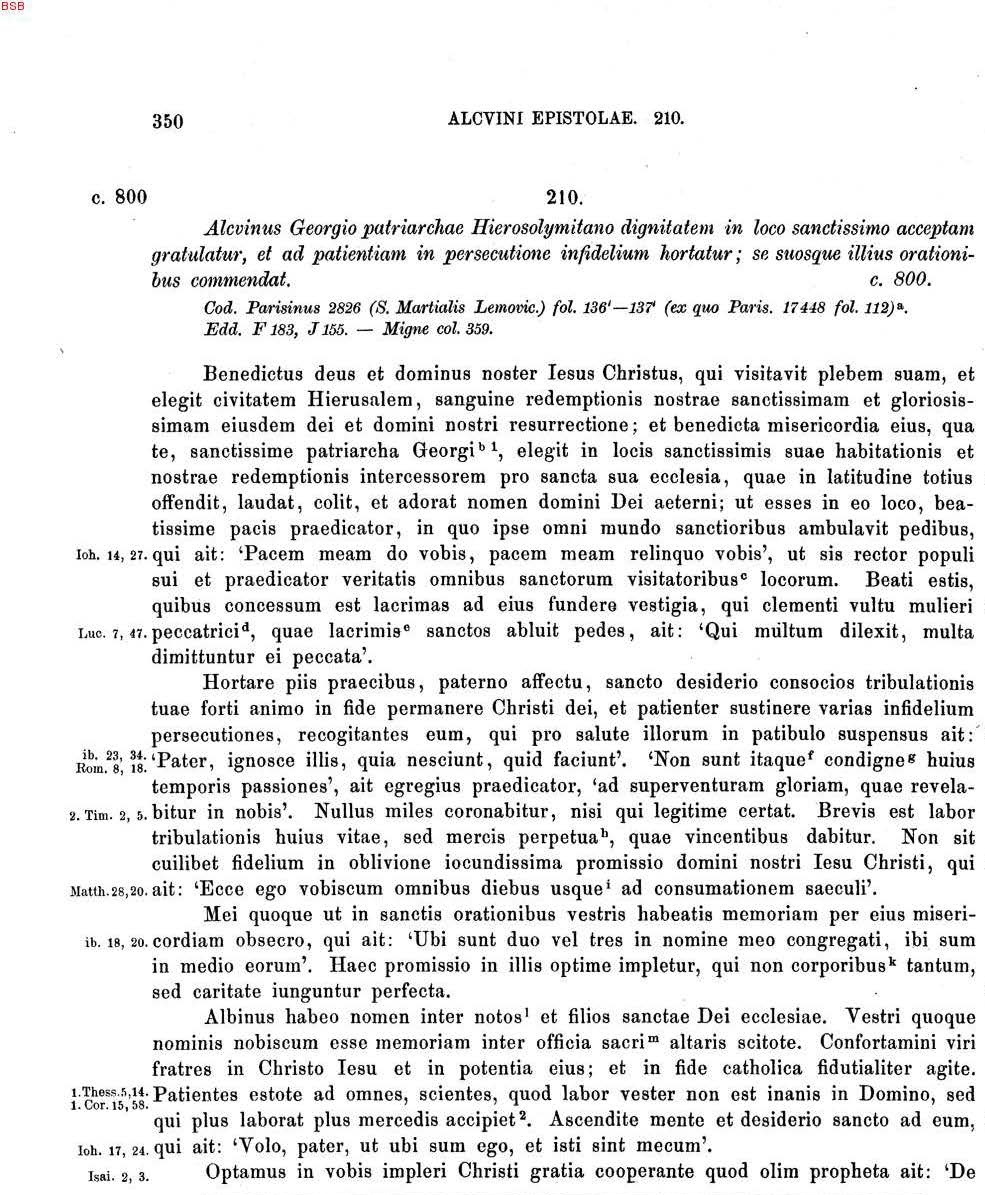 BSB
350 ALCVINI EPISTOLAE. 210.
c. 800 210.
Alcvinus Georgio patriarchae Hierosolymitano dignitatem in loco sanctissimo acceptam
gratulatur, et ad patientiam in persecutione infidelium hortatur; se suosque illius orationi-
bus commendat. c. 800.
Cod. Parisinus 2826 (S. Martialis Lemovic.) fol. 136'—137' (ex quo Paris. 17448 fol. 112)ᵃ.
Edd. F 183, J 155. — Migne col. 359.
Benedictus deus et dominus noster Iesus Christus, qui visitavit plebem suam, et
elegit civitatem Hierusalem, sanguine redemptionis nostrae sanctissimam et gloriosis-
simam eiusdem dei et domini nostri resurrectione; et benedicta misericordia eius, qua
te, sanctissime patriarcha Georgiᵇ ¹, elegit in locis sanctissimis suae habitationis et
nostrae redemptionis intercessorem pro sancta sua ecclesia, quae in latitudine totius
offendit, laudat, colit, et adorat nomen domini Dei aeterni; ut esses in eo loco, bea-
tissime pacis praedicator, in quo ipse omni mundo sanctioribus ambulavit pedibus,
Ioh. 14, 27. qui ait: ‘Pacem meam do vobis, pacem meam relinquo vobis’, ut sis rector populi
sui et praedicator veritatis omnibus sanctorum visitatoribusᶜ locorum. Beati estis,
quibus concessum est lacrimas ad eius fundere vestigia, qui clementi vultu mulieri
Luc. 7, 47. peccatriciᵈ, quae lacrimisᵉ sanctos abluit pedes, ait: ‘Qui multum dilexit, multa
dimittuntur ei peccata’.
Hortare piis praecibus, paterno affectu, sancto desiderio consocios tribulationis
tuae forti animo in fide permanere Christi dei, et patienter sustinere varias infidelium
persecutiones, recogitantes eum, qui pro salute illorum in patibulo suspensus ait:
ib. 23, 34. Rom. 8, 18. ‘Pater, ignosce illis, quia nesciunt, quid faciunt’. ‘Non sunt itaqueᶠ condigneᵍ huius
temporis passiones’, ait egregius praedicator, ‘ad superventuram gloriam, quae revela-
2. Tim. 2, 5. bitur in nobis’. Nullus miles coronabitur, nisi qui legitime certat. Brevis est labor
tribulationis huius vitae, sed mercis perpetuaʰ, quae vincentibus dabitur. Non sit
cuilibet fidelium in oblivione iocundissima promissio domini nostri Iesu Christi, qui
Matth. 28, 20. ait: ‘Ecce ego vobiscum omnibus diebus usqueⁱ ad consumationem saeculi’.
Mei quoque ut in sanctis orationibus vestris habeatis memoriam per eius miseri-
ib. 18, 20. cordiam obsecro, qui ait: ‘Ubi sunt duo vel tres in nomine meo congregati, ibi sum
in medio eorum’. Haec promissio in illis optime impletur, qui non corporibusᵏ tantum,
sed caritate iunguntur perfecta.
Albinus habeo nomen inter notosˡ et filios sanctae Dei ecclesiae. Vestri quoque
nominis nobiscum esse memoriam inter officia sacriᵐ altaris scitote. Confortamini viri
fratres in Christo Iesu et in potentia eius; et in fide catholica fidutialiter agite.
1. Thess. 5, 14. 1. Cor. 15, 58. Patientes estote ad omnes, scientes, quod labor vester non est inanis in Domino, sed
qui plus laborat plus mercedis accipiet². Ascendite mente et desiderio sancto ad eum,
Ioh. 17, 24. qui ait: ‘Volo, pater, ut ubi sum ego, et isti sint mecum’.
Isai. 2, 3. Optamus in vobis impleri Christi gratia cooperante quod olim propheta ait: ‘De